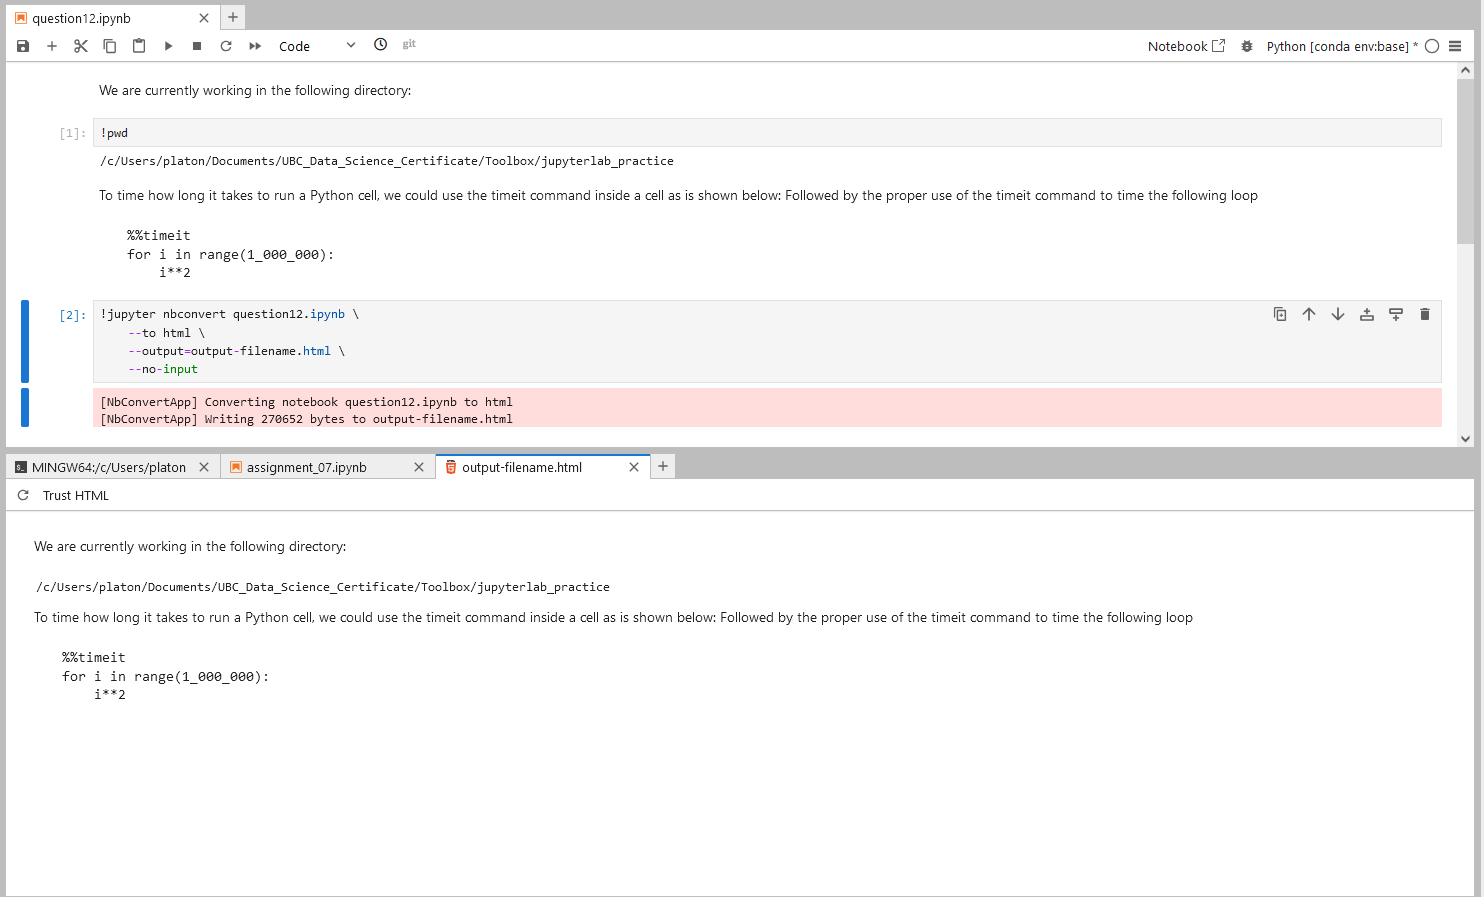 question12.ipynb
Code
git
Notebook
Python [conda env:base] *
We are currently working in the following directory:
[1]:
!pwd
/c/Users/platon/Documents/UBC_Data_Science_Certificate/Toolbox/jupyterlab_practice
To time how long it takes to run a Python cell, we could use the timeit command inside a cell as is shown below: Followed by the proper use of the timeit command to time the following loop
%%timeit
for i in range(1_000_000):
    i**2
[2]:
!jupyter nbconvert question12.ipynb \
    --to html \
    --output=output-filename.html \
    --no-input
[NbConvertApp] Converting notebook question12.ipynb to html
[NbConvertApp] Writing 270652 bytes to output-filename.html
MINGW64:/c/Users/platon
assignment_07.ipynb
output-filename.html
Trust HTML
We are currently working in the following directory:
/c/Users/platon/Documents/UBC_Data_Science_Certificate/Toolbox/jupyterlab_practice
To time how long it takes to run a Python cell, we could use the timeit command inside a cell as is shown below: Followed by the proper use of the timeit command to time the following loop
%%timeit
for i in range(1_000_000):
    i**2